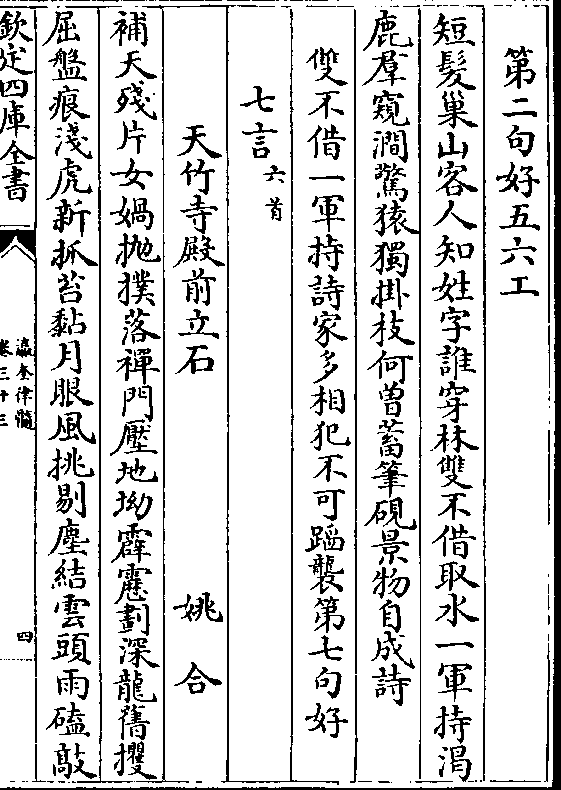 第二句好五六工
短髮巢山客人知姓字誰穿林雙不借取水一軍持渴
鹿羣窺澗驚猿獨掛枝何曾蓄筆硯景物自成詩
雙不借一軍持詩家多相犯不可蹈襲第七句好
七言六首
天竹寺殿前立石
姚合
補天殘片女媧抛撲落禪門壓地坳霹靂劃深龍舊攫
屈盤痕淺虎新抓苔黏月眼風挑剔塵結雲頭雨磕敲
欽定四庫全書
瀛奎律髓
卷三十三
四